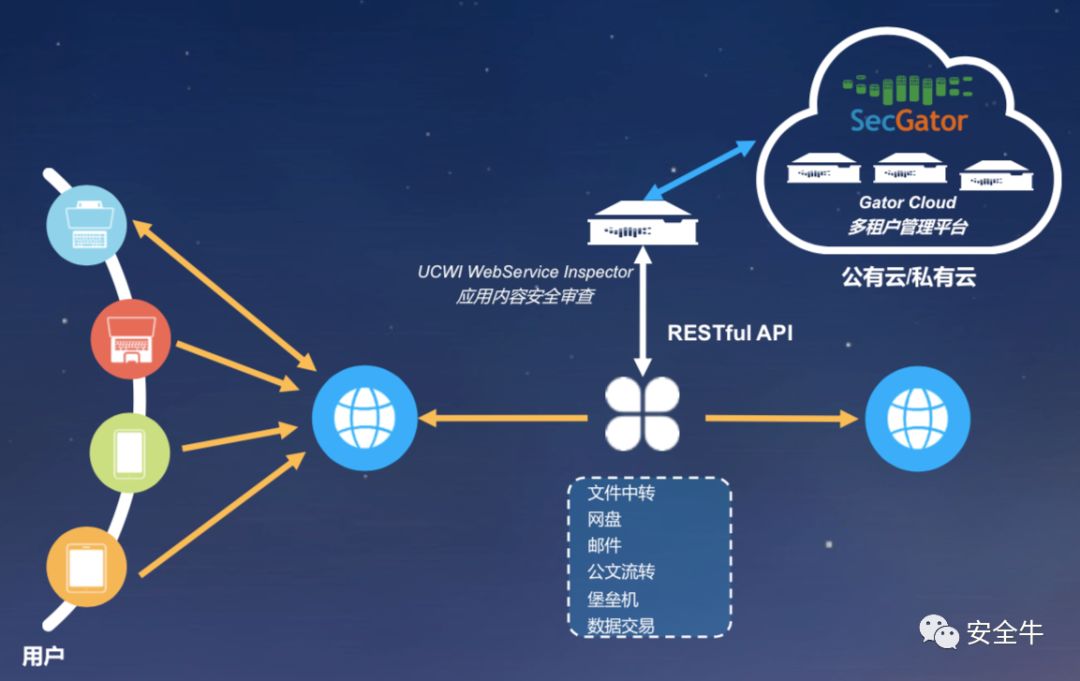 SecGator
Gator Cloud
多租户管理平台
公有云/私有云
UCWI WebService Inspector
应用内容安全审查
RESTful API
文件中转
网盘
邮件
公文流转
堡垒机
数据交易
用户
安全牛